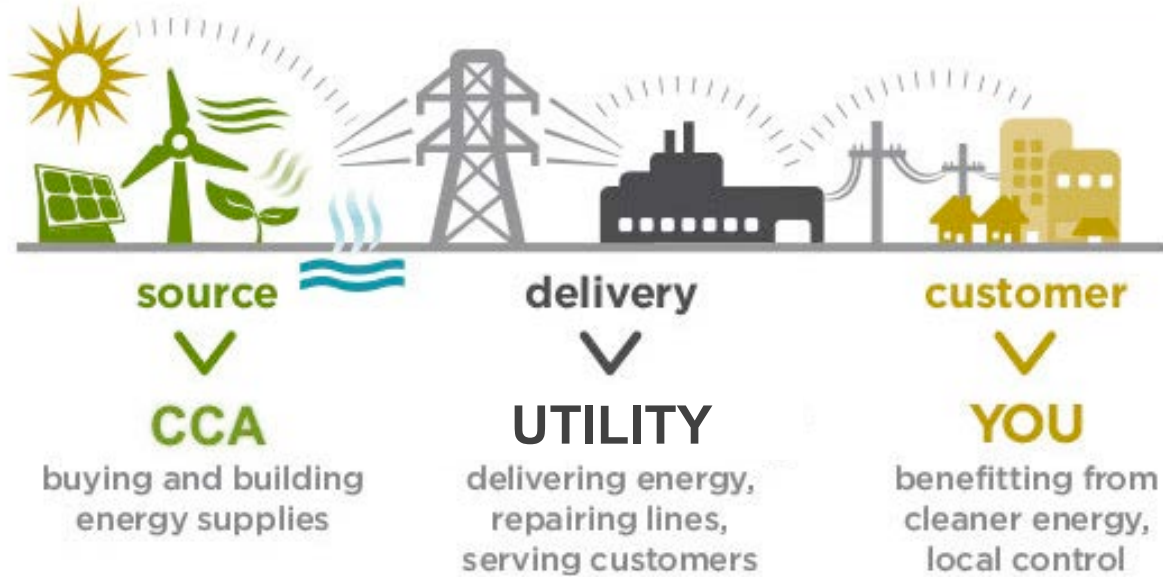 source
delivery
customer
CCA
UTILITY
YOU
buying and building
energy supplies
delivering energy,
repairing lines,
serving customers
benefitting from
cleaner energy,
local control